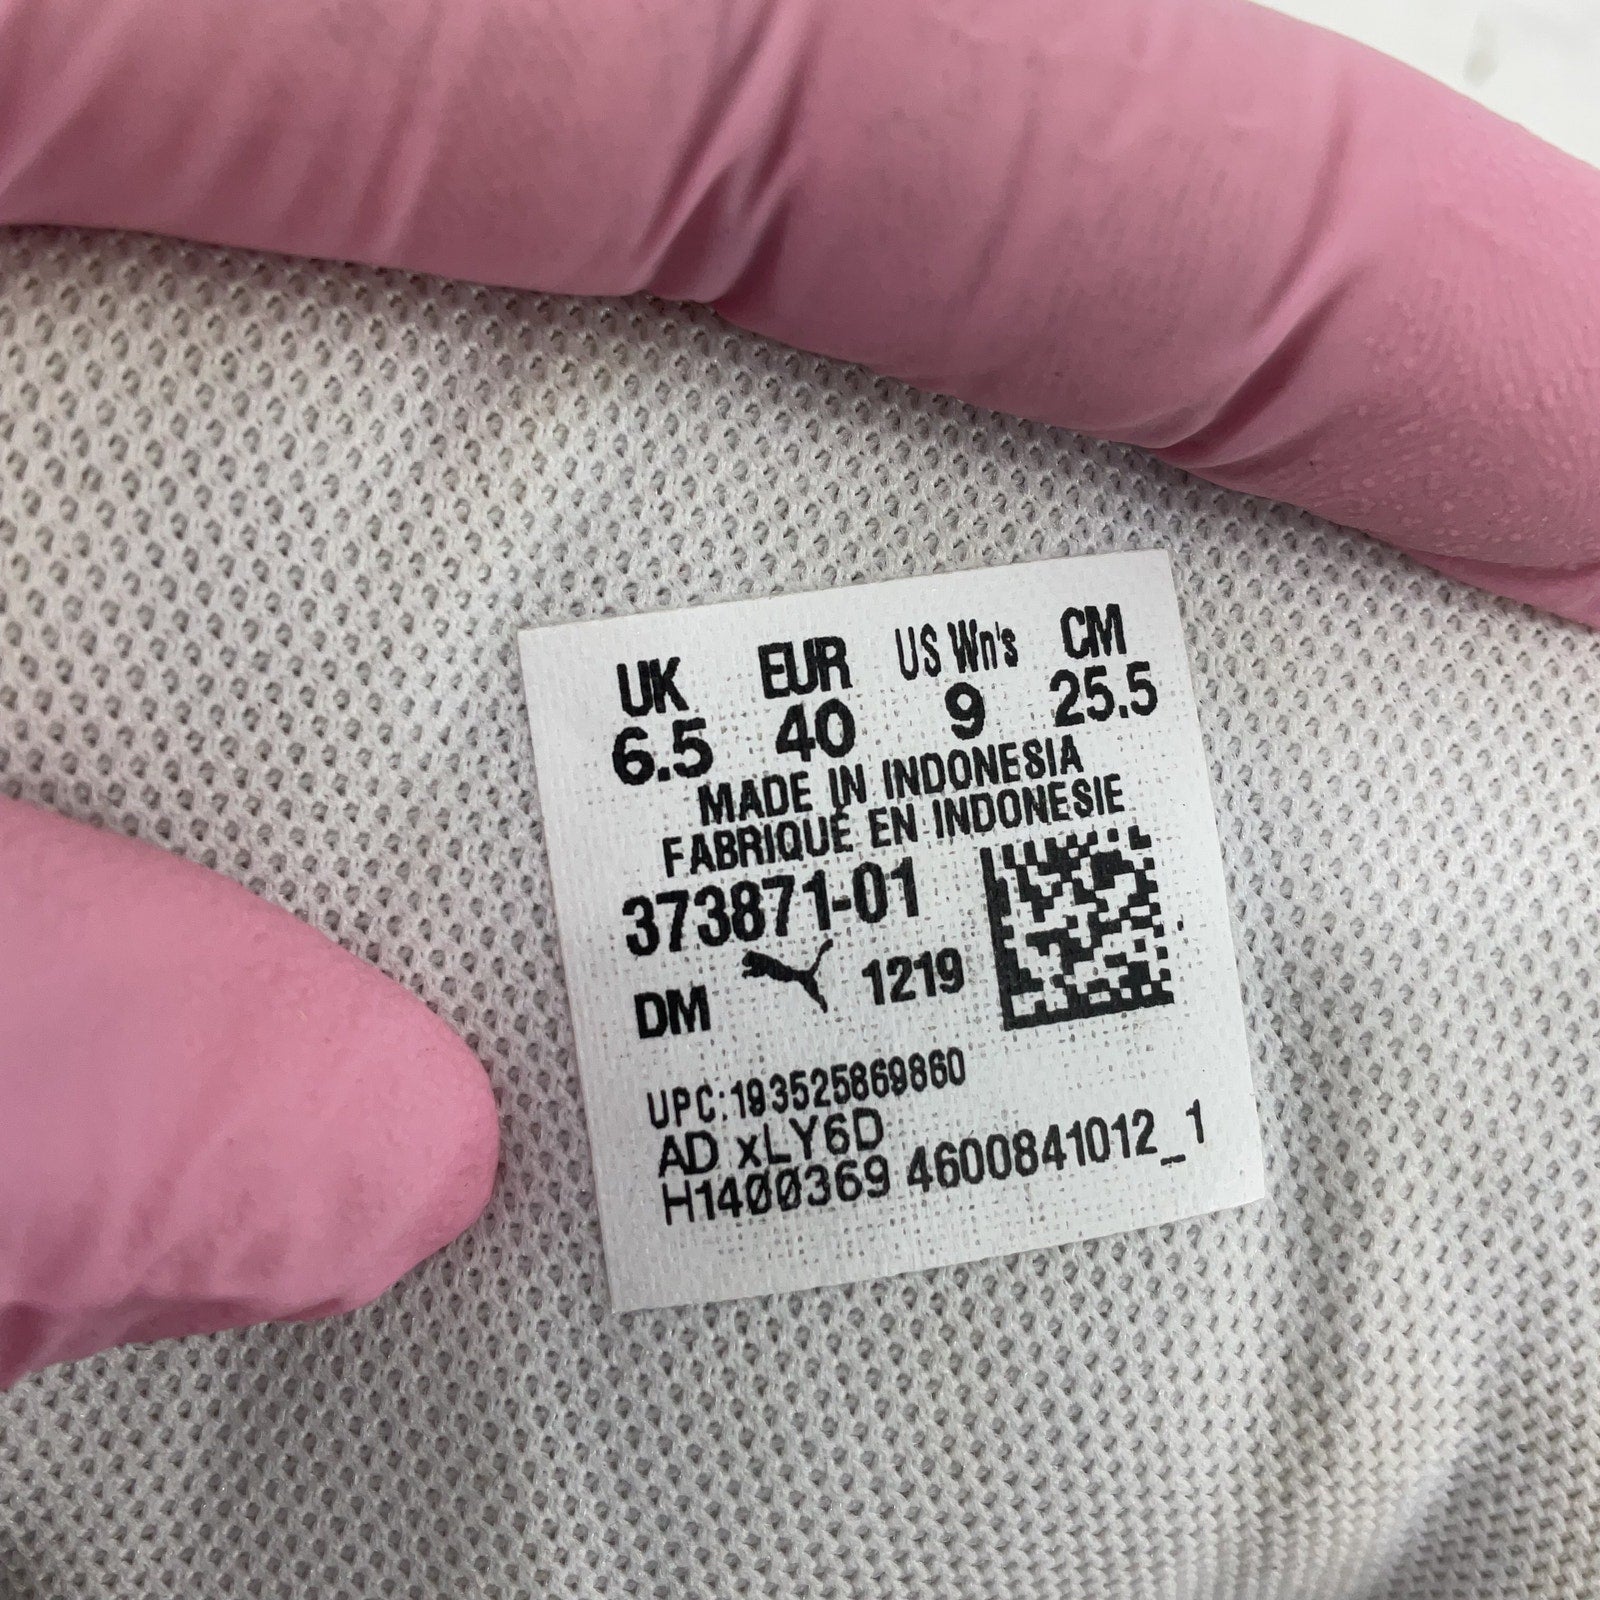 UK EUR US Wn's CM
6.5 40 9 25.5
MADE IN INDONESIA
FABRIQUÉ EN INDONESIE
373871-01
DM 1219
UPC:193525869860
AD xLY6D
H1400369 4600841012_1